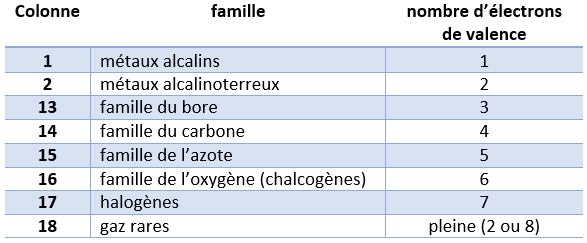 Colonne famille nombre d'électrons
de valence
1 métaux alcalins 1
2 métaux alcalinoterreux 2
13 famille du bore 3
14 famille du carbone 4
15 famille de l'azote 5
16 famille de l'oxygène (chalcogènes) 6
17 halogènes 7
18 gaz rares pleine (2 ou 8)